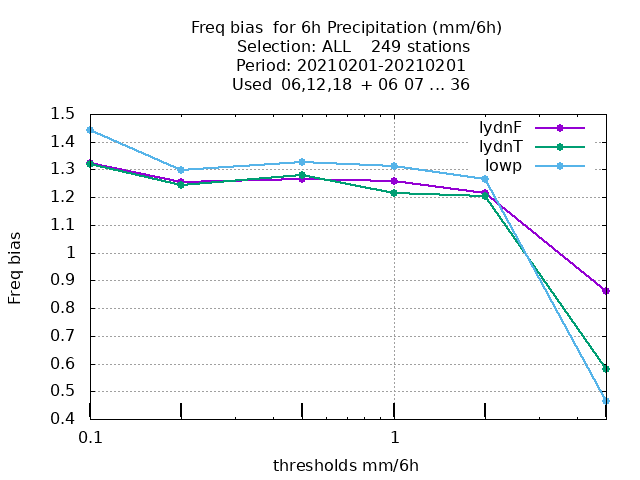 Freq bias  for 6h Precipitation (mm/6h)
Selection: ALL    249 stations
Period: 20210201-20210201
Used  06,12,18  + 06 07 ... 36
lydnF
lydnT
lowp
1.5
1.4
1.3
1.2
1.1
1
0.9
0.8
0.7
0.6
0.5
0.4
Freq bias
0.1
1
thresholds mm/6h